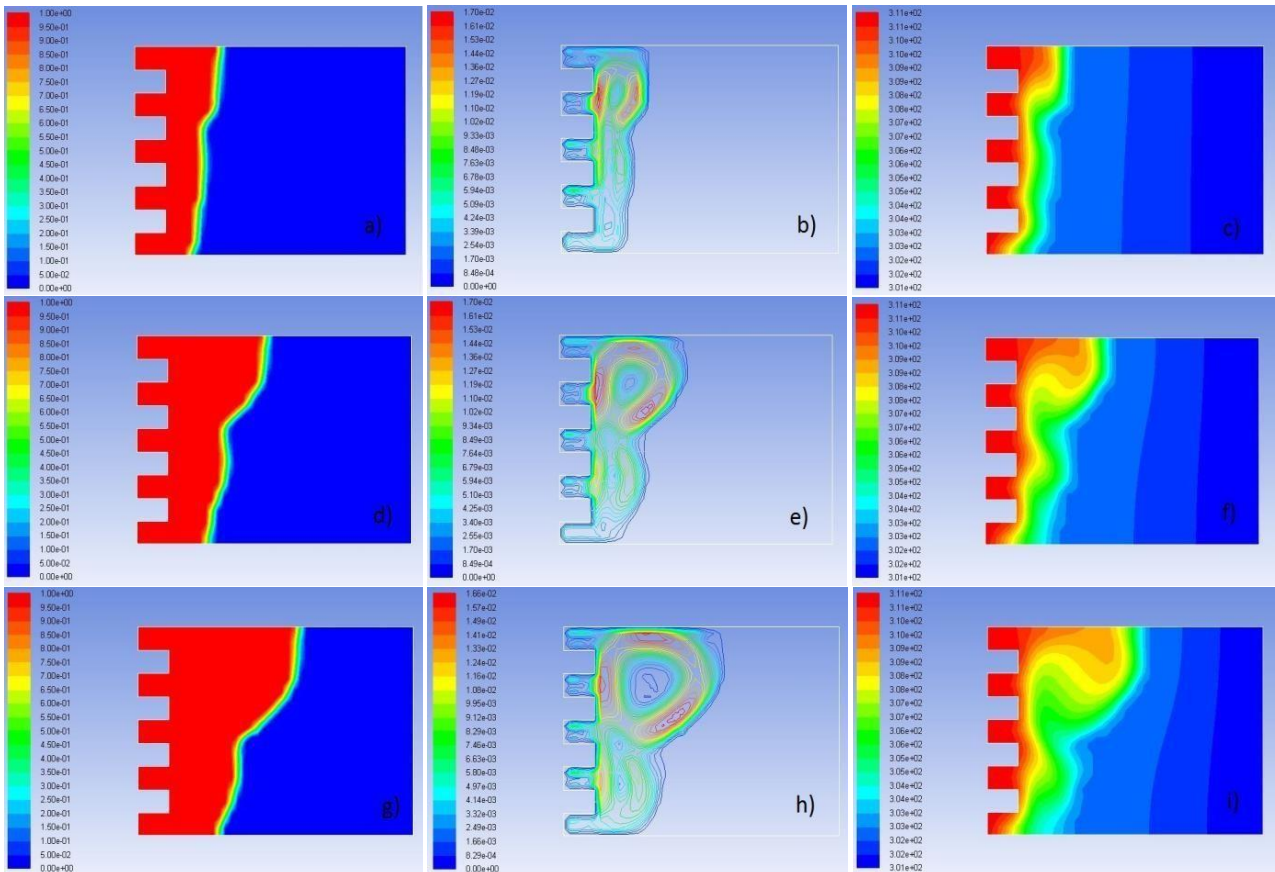 1.00e+00
9.50e-01
9.00e-01
8.50e-01
8.00e-01
7.50e-01
7.00e-01
6.50e-01
6.00e-01
5.50e-01
5.00e-01
4.50e-01
4.00e-01
3.50e-01
3.00e-01
2.50e-01
2.00e-01
1.50e-01
1.00e-01
5.00e-02
0.00e+00
a)
1.70e-02
1.61e-02
1.53e-02
1.44e-02
1.36e-02
1.27e-02
1.19e-02
1.10e-02
1.02e-02
9.33e-03
8.48e-03
7.63e-03
6.78e-03
5.94e-03
5.09e-03
4.24e-03
3.39e-03
2.54e-03
1.70e-03
8.48e-04
0.00e+00
b)
3.11e+02
3.11e+02
3.10e+02
3.10e+02
3.09e+02
3.09e+02
3.08e+02
3.08e+02
3.07e+02
3.07e+02
3.06e+02
3.06e+02
3.05e+02
3.05e+02
3.04e+02
3.04e+02
3.03e+02
3.03e+02
3.02e+02
3.02e+02
3.01e+02
c)
1.00e+00
9.50e-01
9.00e-01
8.50e-01
8.00e-01
7.50e-01
7.00e-01
6.50e-01
6.00e-01
5.50e-01
5.00e-01
4.50e-01
4.00e-01
3.50e-01
3.00e-01
2.50e-01
2.00e-01
1.50e-01
1.00e-01
5.00e-02
0.00e+00
d)
1.70e-02
1.61e-02
1.53e-02
1.44e-02
1.36e-02
1.27e-02
1.19e-02
1.10e-02
1.02e-02
9.34e-03
8.49e-03
7.64e-03
6.79e-03
5.94e-03
5.10e-03
4.25e-03
3.40e-03
2.55e-03
1.70e-03
8.49e-04
0.00e+00
e)
3.11e+02
3.11e+02
3.10e+02
3.10e+02
3.09e+02
3.09e+02
3.08e+02
3.08e+02
3.07e+02
3.07e+02
3.06e+02
3.06e+02
3.05e+02
3.05e+02
3.04e+02
3.04e+02
3.03e+02
3.03e+02
3.02e+02
3.02e+02
3.01e+02
f)
1.00e+00
9.50e-01
9.00e-01
8.50e-01
8.00e-01
7.50e-01
7.00e-01
6.50e-01
6.00e-01
5.50e-01
5.00e-01
4.50e-01
4.00e-01
3.50e-01
3.00e-01
2.50e-01
2.00e-01
1.50e-01
1.00e-01
5.00e-02
0.00e+00
g)
1.66e-02
1.57e-02
1.49e-02
1.41e-02
1.33e-02
1.24e-02
1.16e-02
1.08e-02
9.95e-03
9.12e-03
8.29e-03
7.46e-03
6.63e-03
5.80e-03
4.97e-03
4.14e-03
3.32e-03
2.49e-03
1.66e-03
8.29e-04
0.00e+00
h)
3.11e+02
3.11e+02
3.10e+02
3.10e+02
3.09e+02
3.09e+02
3.08e+02
3.08e+02
3.07e+02
3.07e+02
3.06e+02
3.06e+02
3.05e+02
3.05e+02
3.04e+02
3.04e+02
3.03e+02
3.03e+02
3.02e+02
3.02e+02
3.01e+02
i)